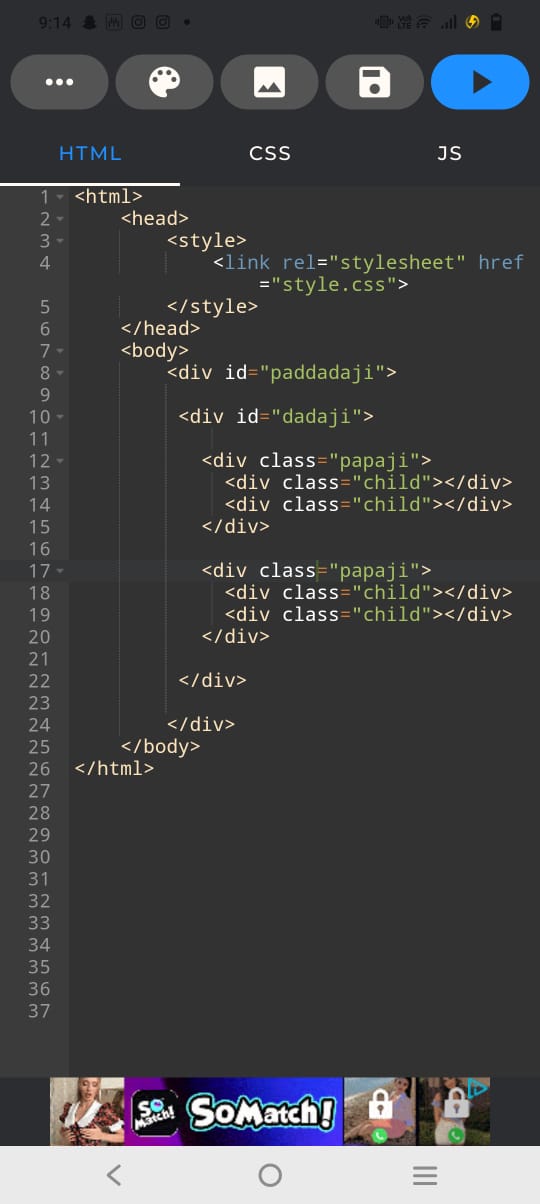 9:14
VoWiFi LTE
HTML CSS JS
1 <html>
2 <head>
3 <style>
4 <link rel="stylesheet" href
="style.css">
5 </style>
6 </head>
7 <body>
8 <div id="paddadaji">
9
10 <div id="dadaji">
11
12 <div class="papaji">
13 <div class="child"></div>
14 <div class="child"></div>
15 </div>
16
17 <div class="papaji">
18 <div class="child"></div>
19 <div class="child"></div>
20 </div>
21
22 </div>
23
24 </div>
25 </body>
26 </html>
27
28
29
30
31
32
33
34
35
36
37
So Match!
SoMatch!